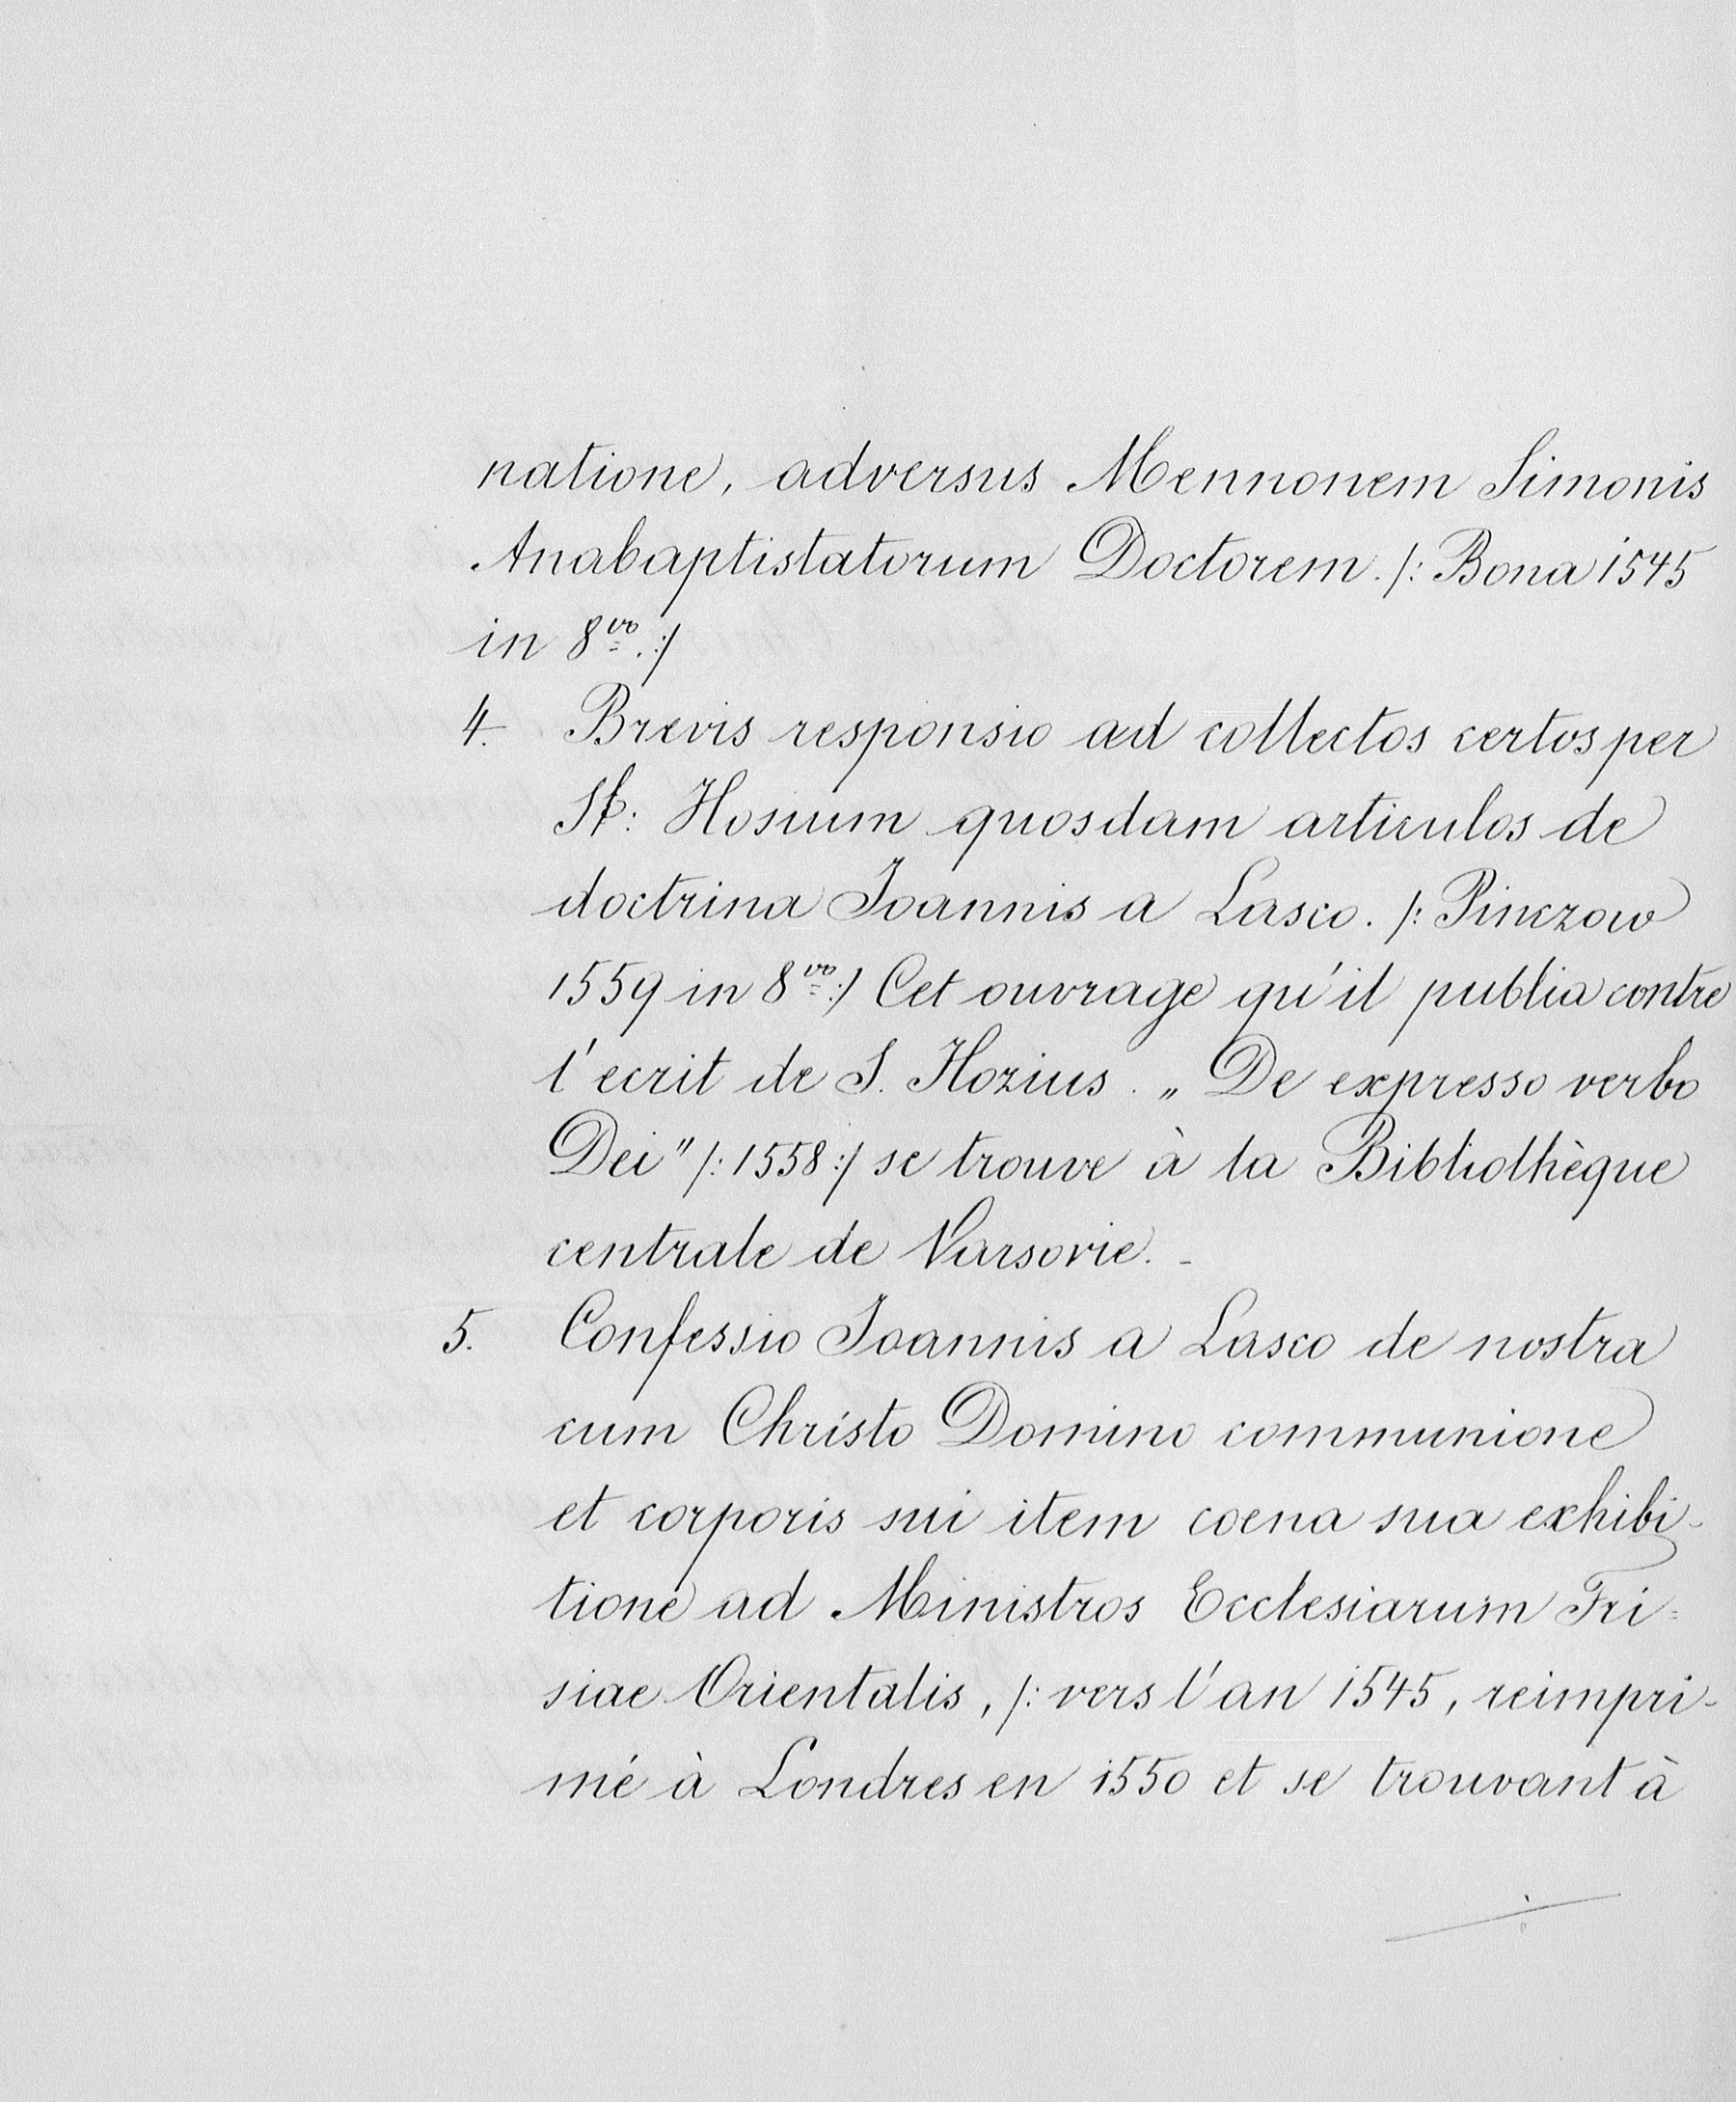 natione, adversus Mennonem Simonis
Anabaptistatorum Doctorem. /: Bona 1545
in 8vo. :/
4. Brevis responsio ad collectos certos per
St: Hosium quosdam articulos de
doctrina Joannis a Lasco. /: Pinczow
1559 in 8vo :/ Cet ouvrage qu'il publia contre
l'ecrit de S. Hozius. „De expresso verbo
Dei" /: 1558 :/ se trouve à la Bibliothèque
centrale de Varsovie. -
5. Confessio Joannis a Lasco de nostra
cum Christo Domino communione
et corporis sui item coena sua exhibi-
tione ad Ministros Ecclesiarum Fri=
siae Orientalis, /: vers l'an 1545, reimpri-
mé à Londres en 1550 et se trouvant à